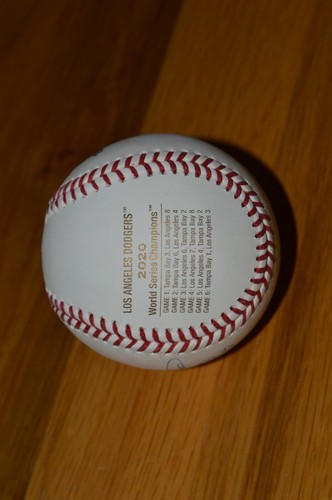 LOS ANGELES DODGERS™
2020
World Series Champions™
GAME 1: Tampa Bay 3, Los Angeles 8
GAME 2: Tampa Bay 6, Los Angeles 4
GAME 3: Los Angeles 6, Tampa Bay 2
GAME 4: Los Angeles 7, Tampa Bay 8
GAME 5: Los Angeles 4, Tampa Bay 2
GAME 6: Tampa Bay 1, Los Angeles 3